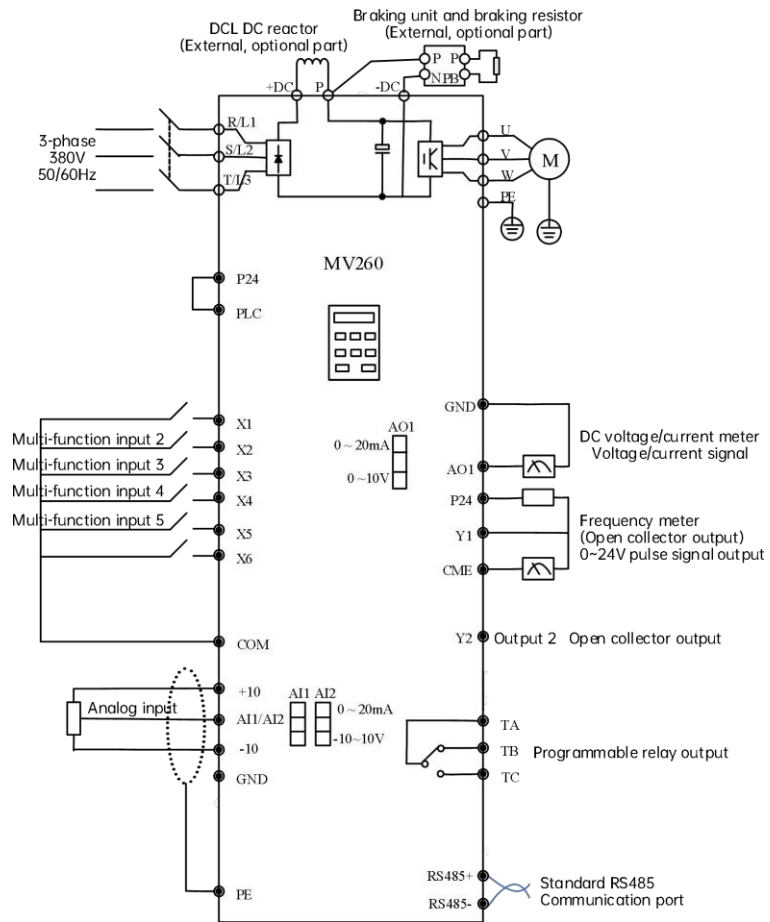 DCL DC reactor
(External, optional part)
Braking unit and braking resistor
(External, optional part)
P P
N PB
+DC P -DC
R/L1
S/L2
T/L3
3-phase
380V
50/60Hz
U
V
W
PE
M
MV260
P24
PLC
X1
Multi-function input 2
X2
Multi-function input 3
X3
Multi-function input 4
X4
Multi-function input 5
X5
X6
COM
AO1
0~20mA
0~10V
GND
AO1
DC voltage/current meter
Voltage/current signal
P24
Y1
CME
Frequency meter
(Open collector output)
0~24V pulse signal output
Y2 Output 2 Open collector output
+10
Analog input
AI1/AI2
-10
GND
PE
AI1 AI2
0~20mA
-10~10V
TA
TB
TC
Programmable relay output
RS485+
RS485-
Standard RS485
Communication port